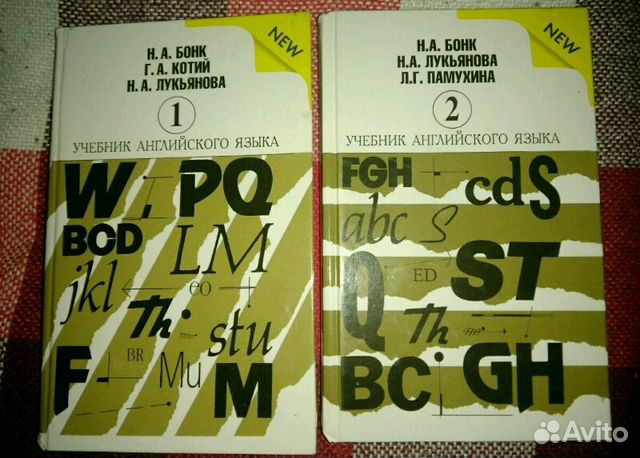 NEW
Н. А. БОНК
Г. А. КОТИЙ
Н. А. ЛУКЬЯНОВА
1
УЧЕБНИК АНГЛИЙСКОГО ЯЗЫКА
W PQ
BCD
LM
jkl
eo
Th
stu
BR
F
Mu
M
NEW
Н.А. БОНК
Н.А. ЛУКЬЯНОВА
Л.Г. ПАМУХИНА
2
УЧЕБНИК АНГЛИЙСКОГО ЯЗЫКА
FGH
cdS
abc
S
ED
ST
Q
Th
BC
GH
Avito